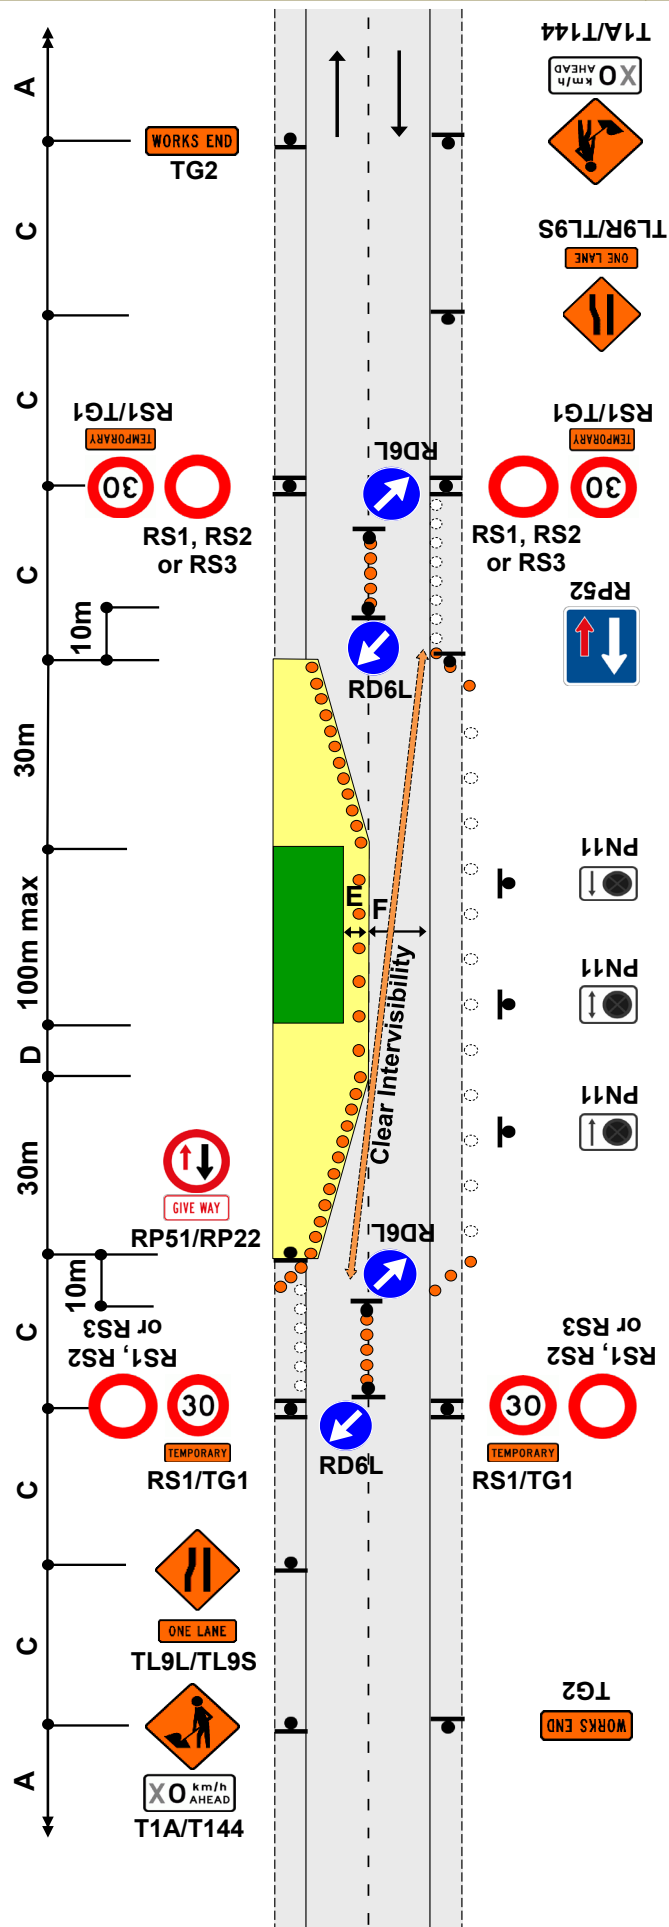 T1A/T144
A
X0 km/h
AHEAD
WORKS END
TG2
C
TL9R/TL9S
ONE LANE
C
RS1/TG1
TEMPORARY
30
RS1, RS2
or RS3
RD6L
RS1/TG1
TEMPORARY
30
RS1, RS2
or RS3
C
10m
RP52
RD6L
30m
PN11
100m max
E
F
PN11
Clear Intervisibility
D
PN11
30m
GIVE WAY
RP51/RP22
RD6L
10m
C
RS1, RS2
or RS3
30
TEMPORARY
RS1/TG1
RD6L
RS1, RS2
or RS3
30
TEMPORARY
RS1/TG1
C
ONE LANE
TL9L/TL9S
C
TG2
WORKS END
A
X0 km/h
AHEAD
T1A/T144